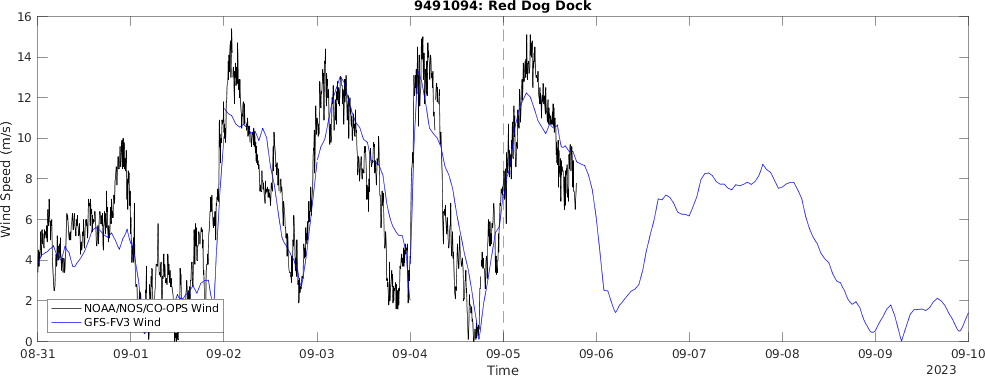 9491094: Red Dog Dock
16
14
12
10
8
6
4
2
0
Wind Speed (m/s)
NOAA/NOS/CO-OPS Wind
GFS-FV3 Wind
08-31 09-01 09-02 09-03 09-04 09-05 09-06 09-07 09-08 09-09 09-10
Time
2023